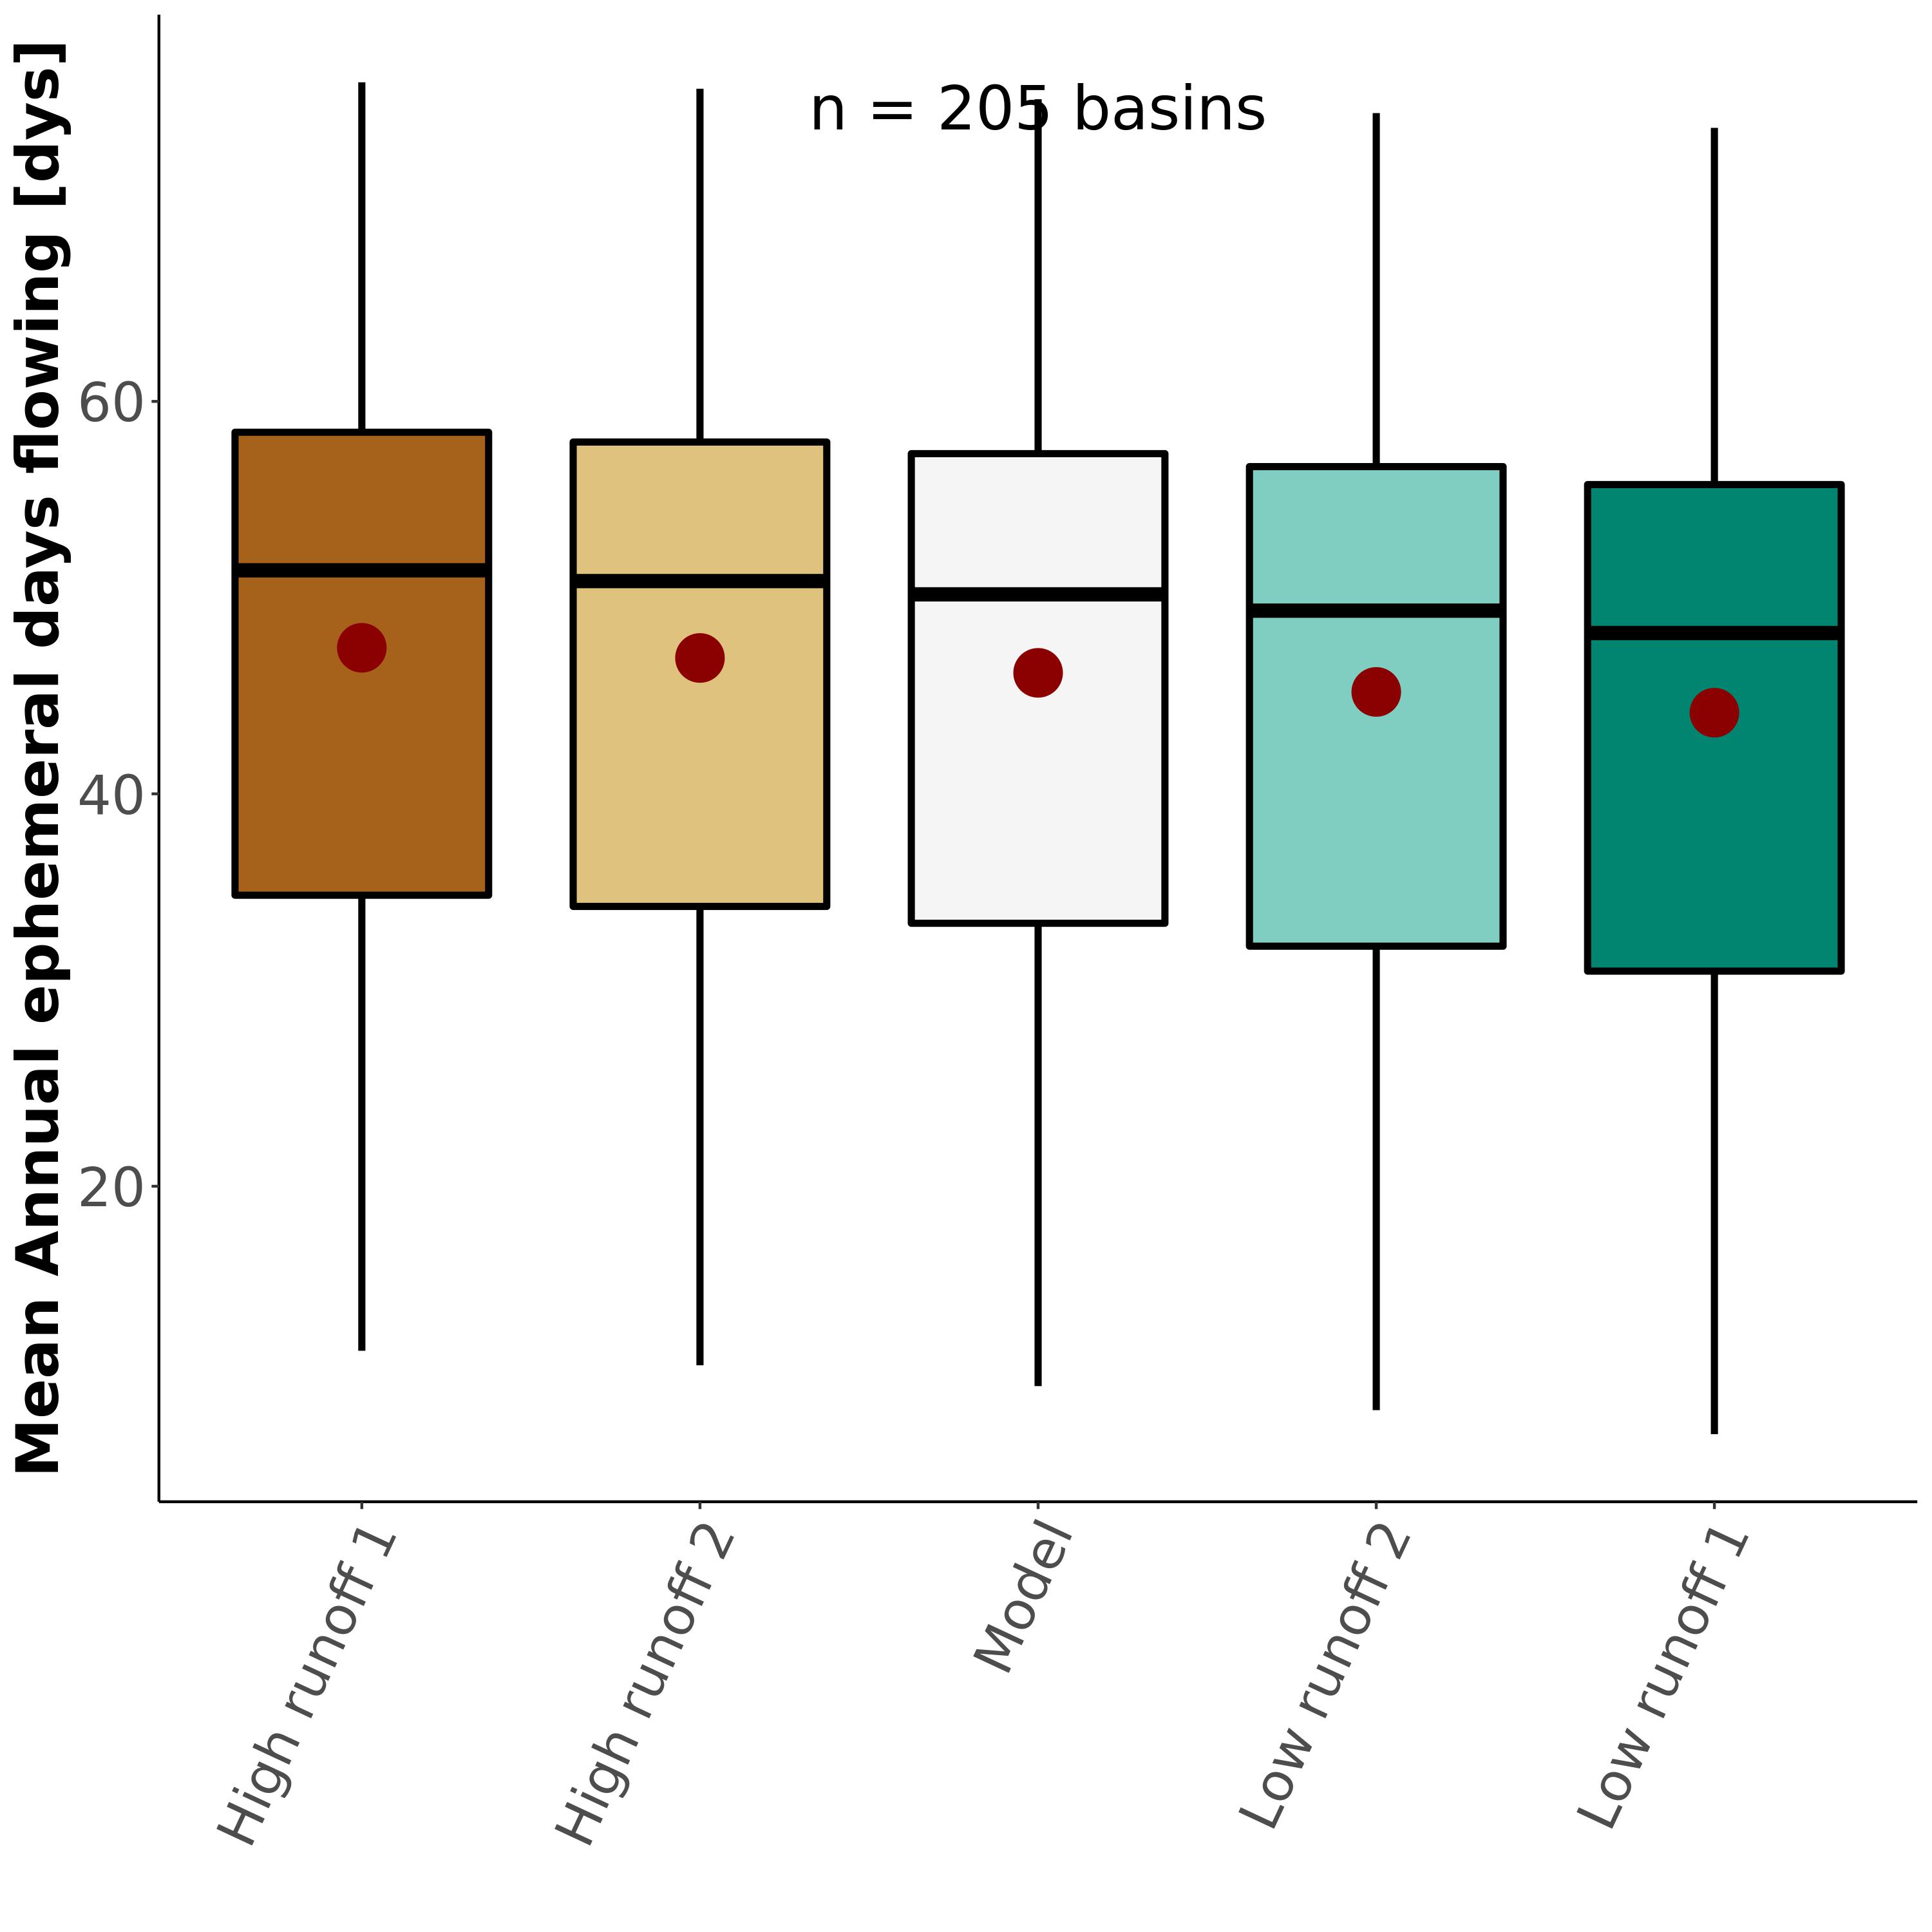 Mean Annual ephemeral days flowing [dys]
n = 205 basins
60
40
20
High runoff 1
High runoff 2
Model
Low runoff 2
Low runoff 1